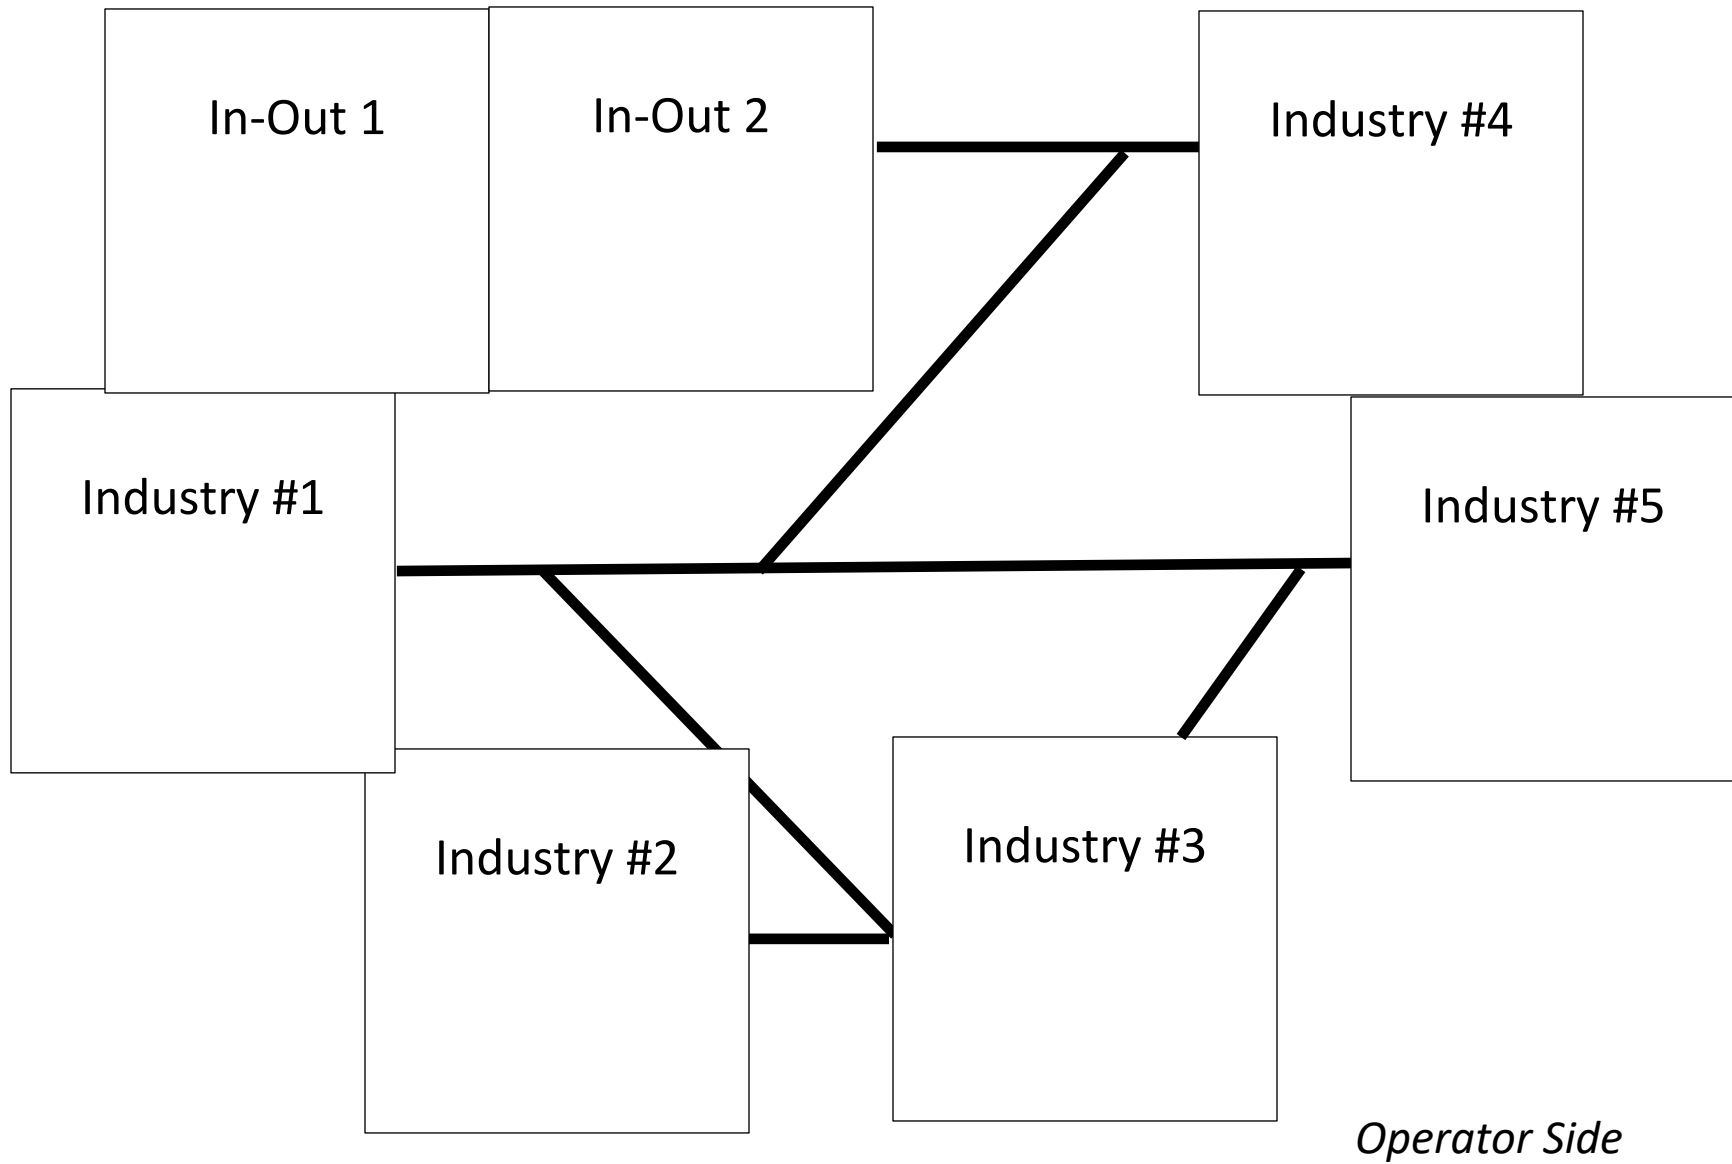 In-Out 1
In-Out 2
Industry #4
Industry #1
Industry #5
Industry #2
Industry #3
Operator Side